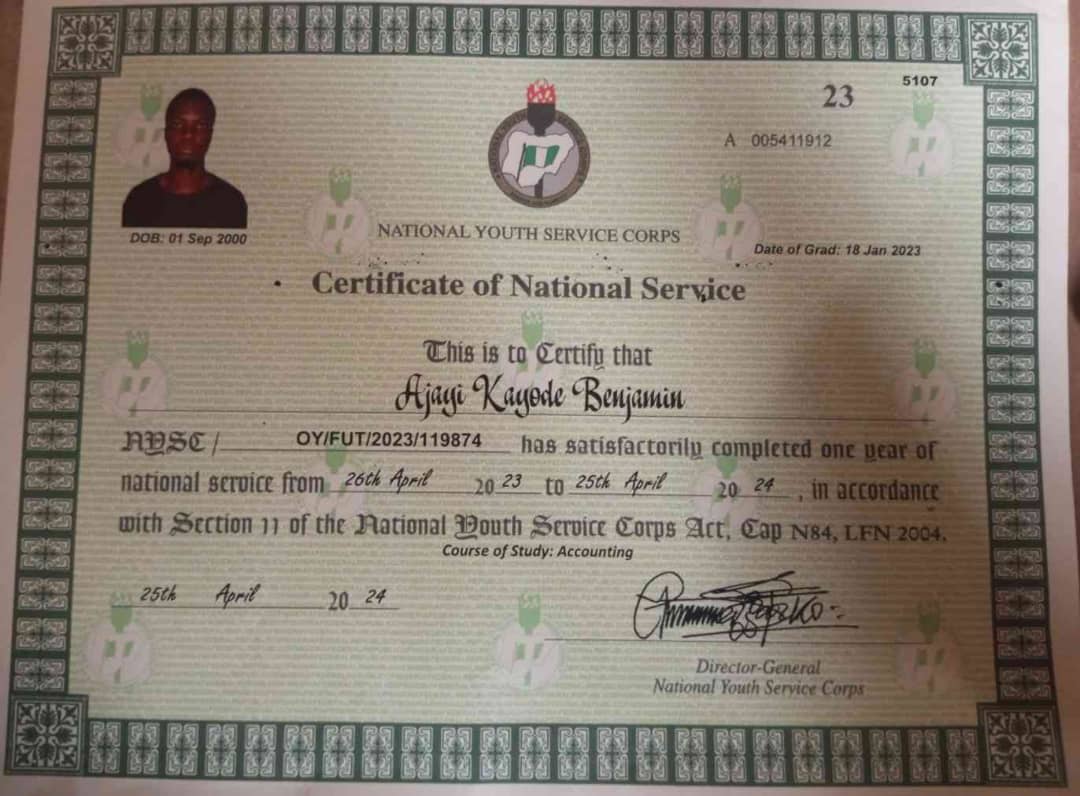 5107
23
A 005411912
DOB: 01 Sep 2000
NATIONAL YOUTH SERVICE CORPS
Date of Grad: 18 Jan 2023
Certificate of National Service
This is to Certify that
Ajayi Kayode Benjamin
NYSC / OY/FUT/2023/119874 has satisfactorily completed one year of
national service from 26th April 20 23 to 25th April 20 24 , in accordance
with Section 11 of the National Youth Service Corps Act, Cap N84, LFN 2004.
Course of Study: Accounting
25th April 20 24
Director-General
National Youth Service Corps